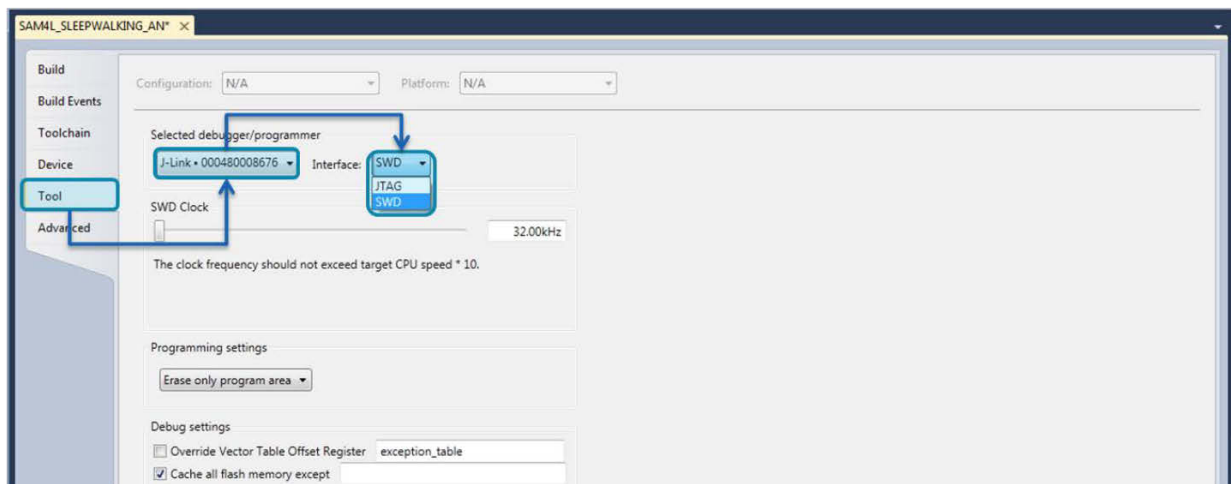 SAM4L_SLEEPWALKING_AN* ×
Build
Build Events
Toolchain
Device
Tool
Advanced
Configuration: N/A Platform: N/A
Selected debugger/programmer
J-Link • 000480008676 Interface: SWD
JTAG
SWD
SWD Clock
32.00kHz
The clock frequency should not exceed target CPU speed * 10.
Programming settings
Erase only program area
Debug settings
Override Vector Table Offset Register exception_table
Cache all flash memory except